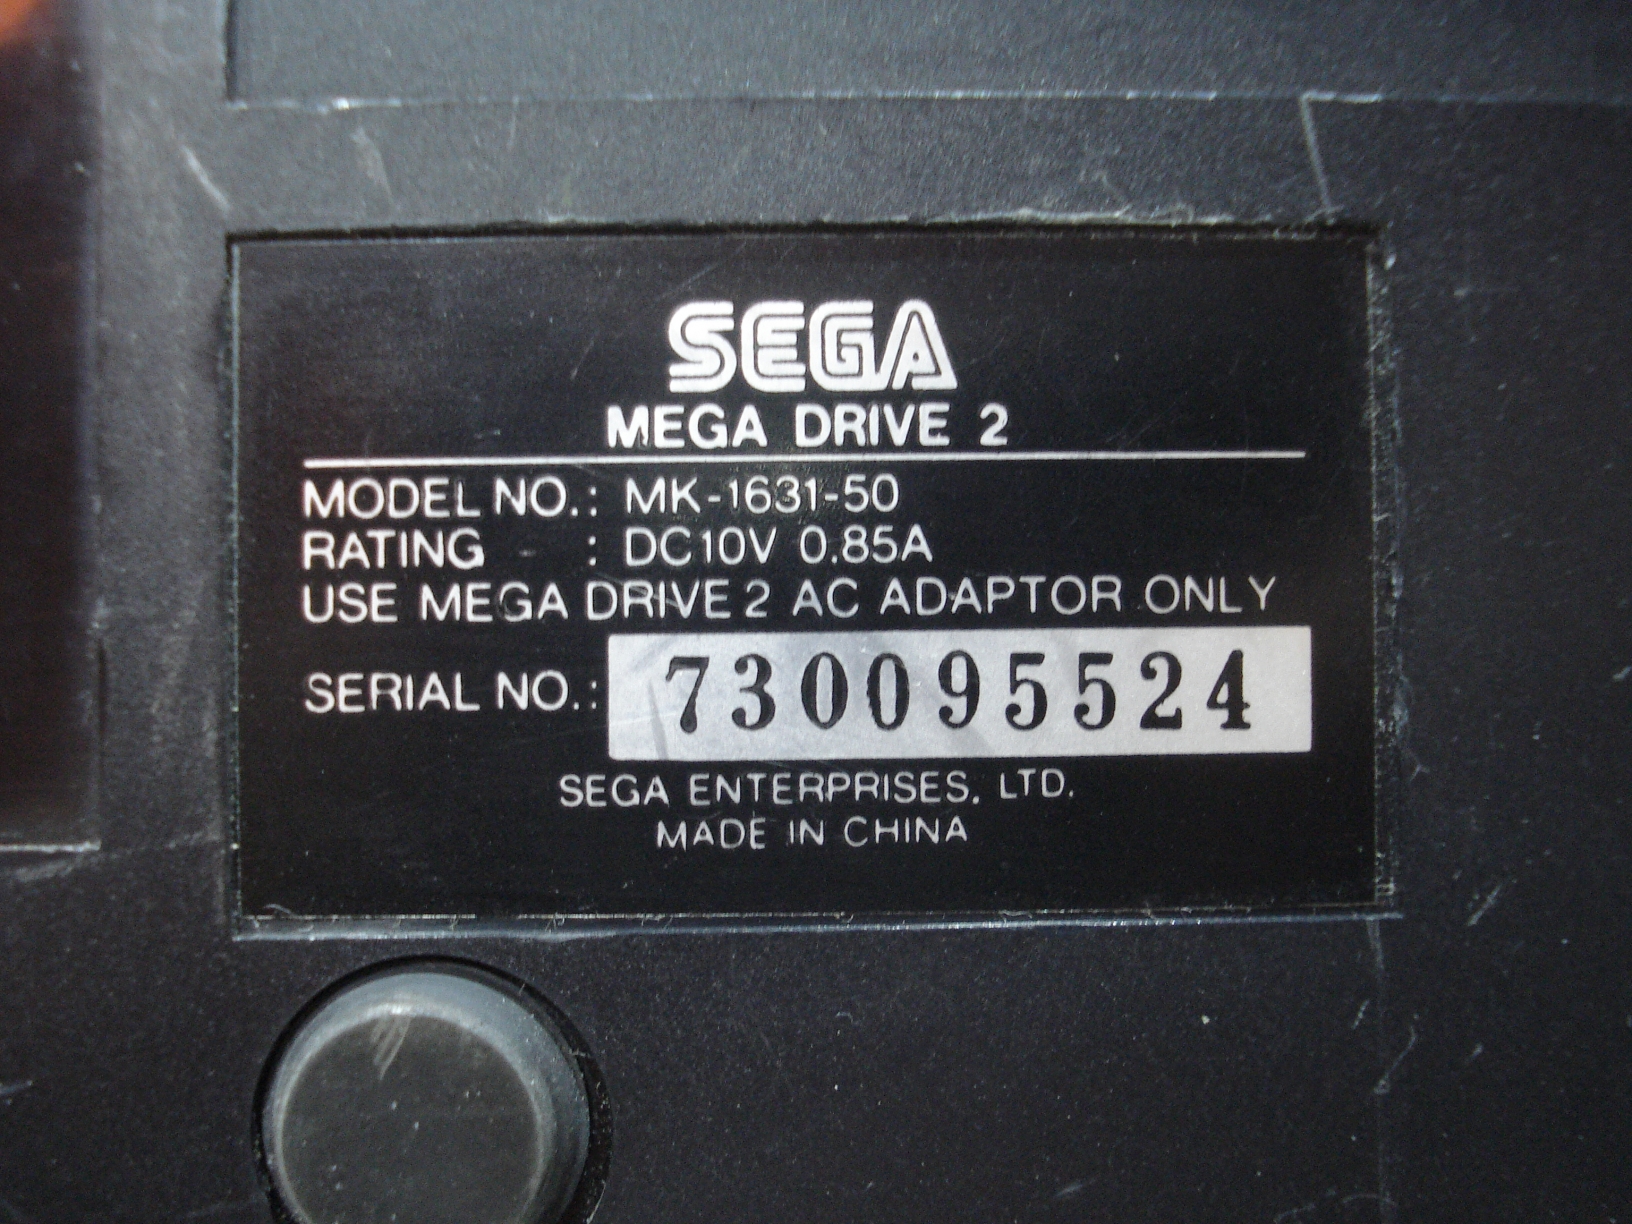 SEGA
MEGA DRIVE 2
MODEL NO.: MK-1631-50
RATING : DC10V 0.85A
USE MEGA DRIVE 2 AC ADAPTOR ONLY
SERIAL NO.: 730095524
SEGA ENTERPRISES, LTD.
MADE IN CHINA